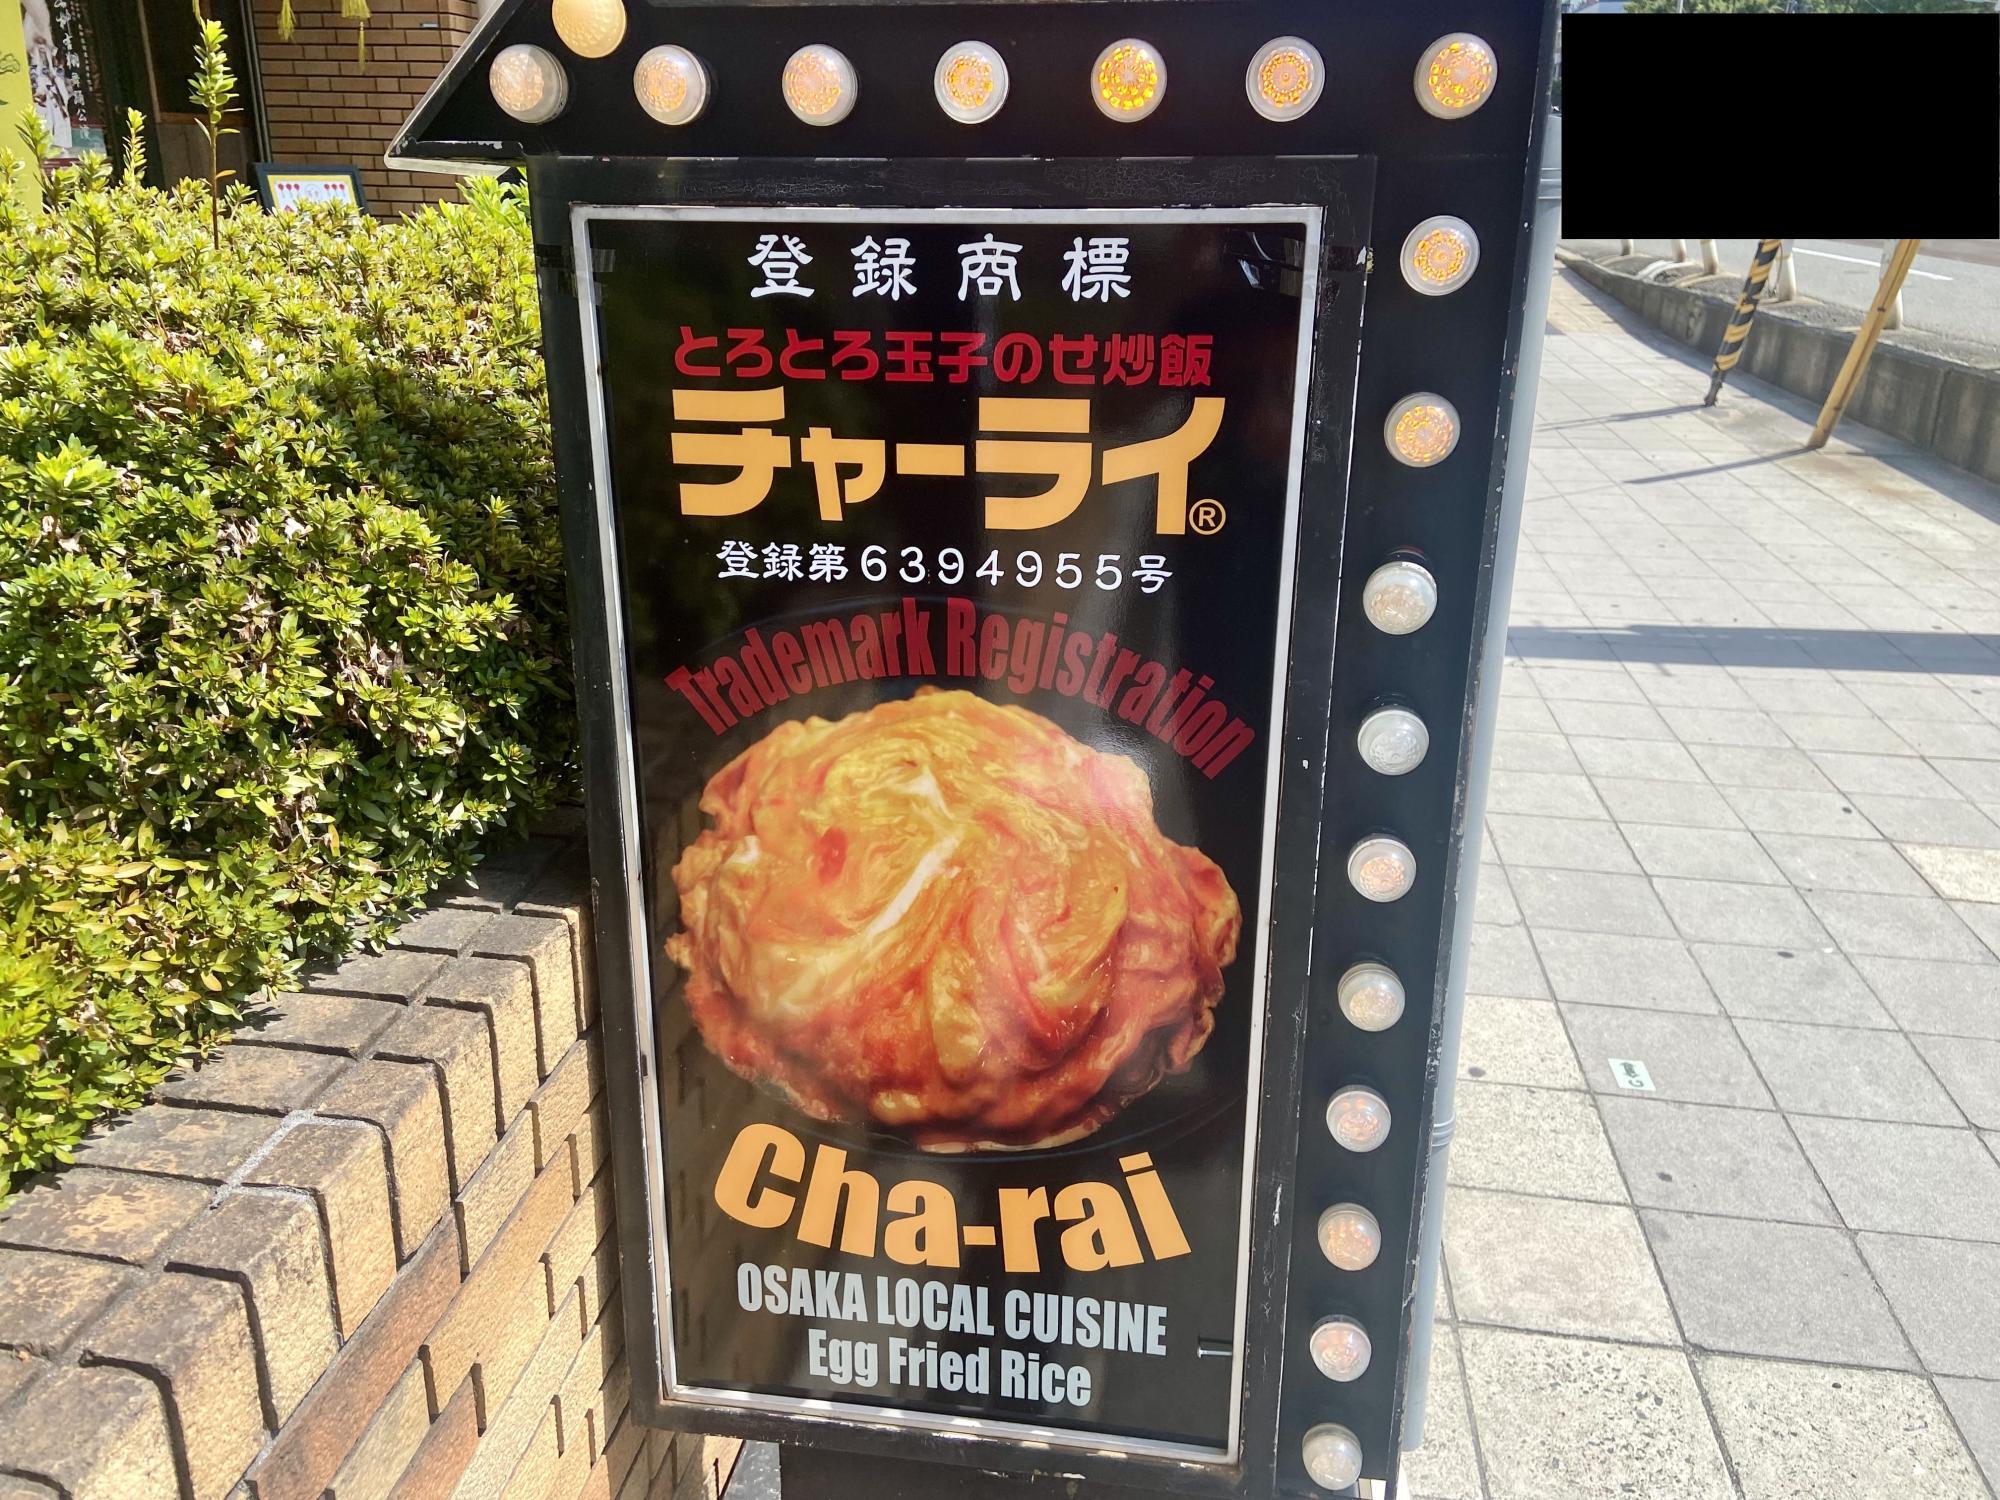 登録商標
とろとろ玉子のせ炒飯
チャーライ®
登録第6394955号
Trademark Registration
Cha-rai
OSAKA LOCAL CUISINE
Egg Fried Rice